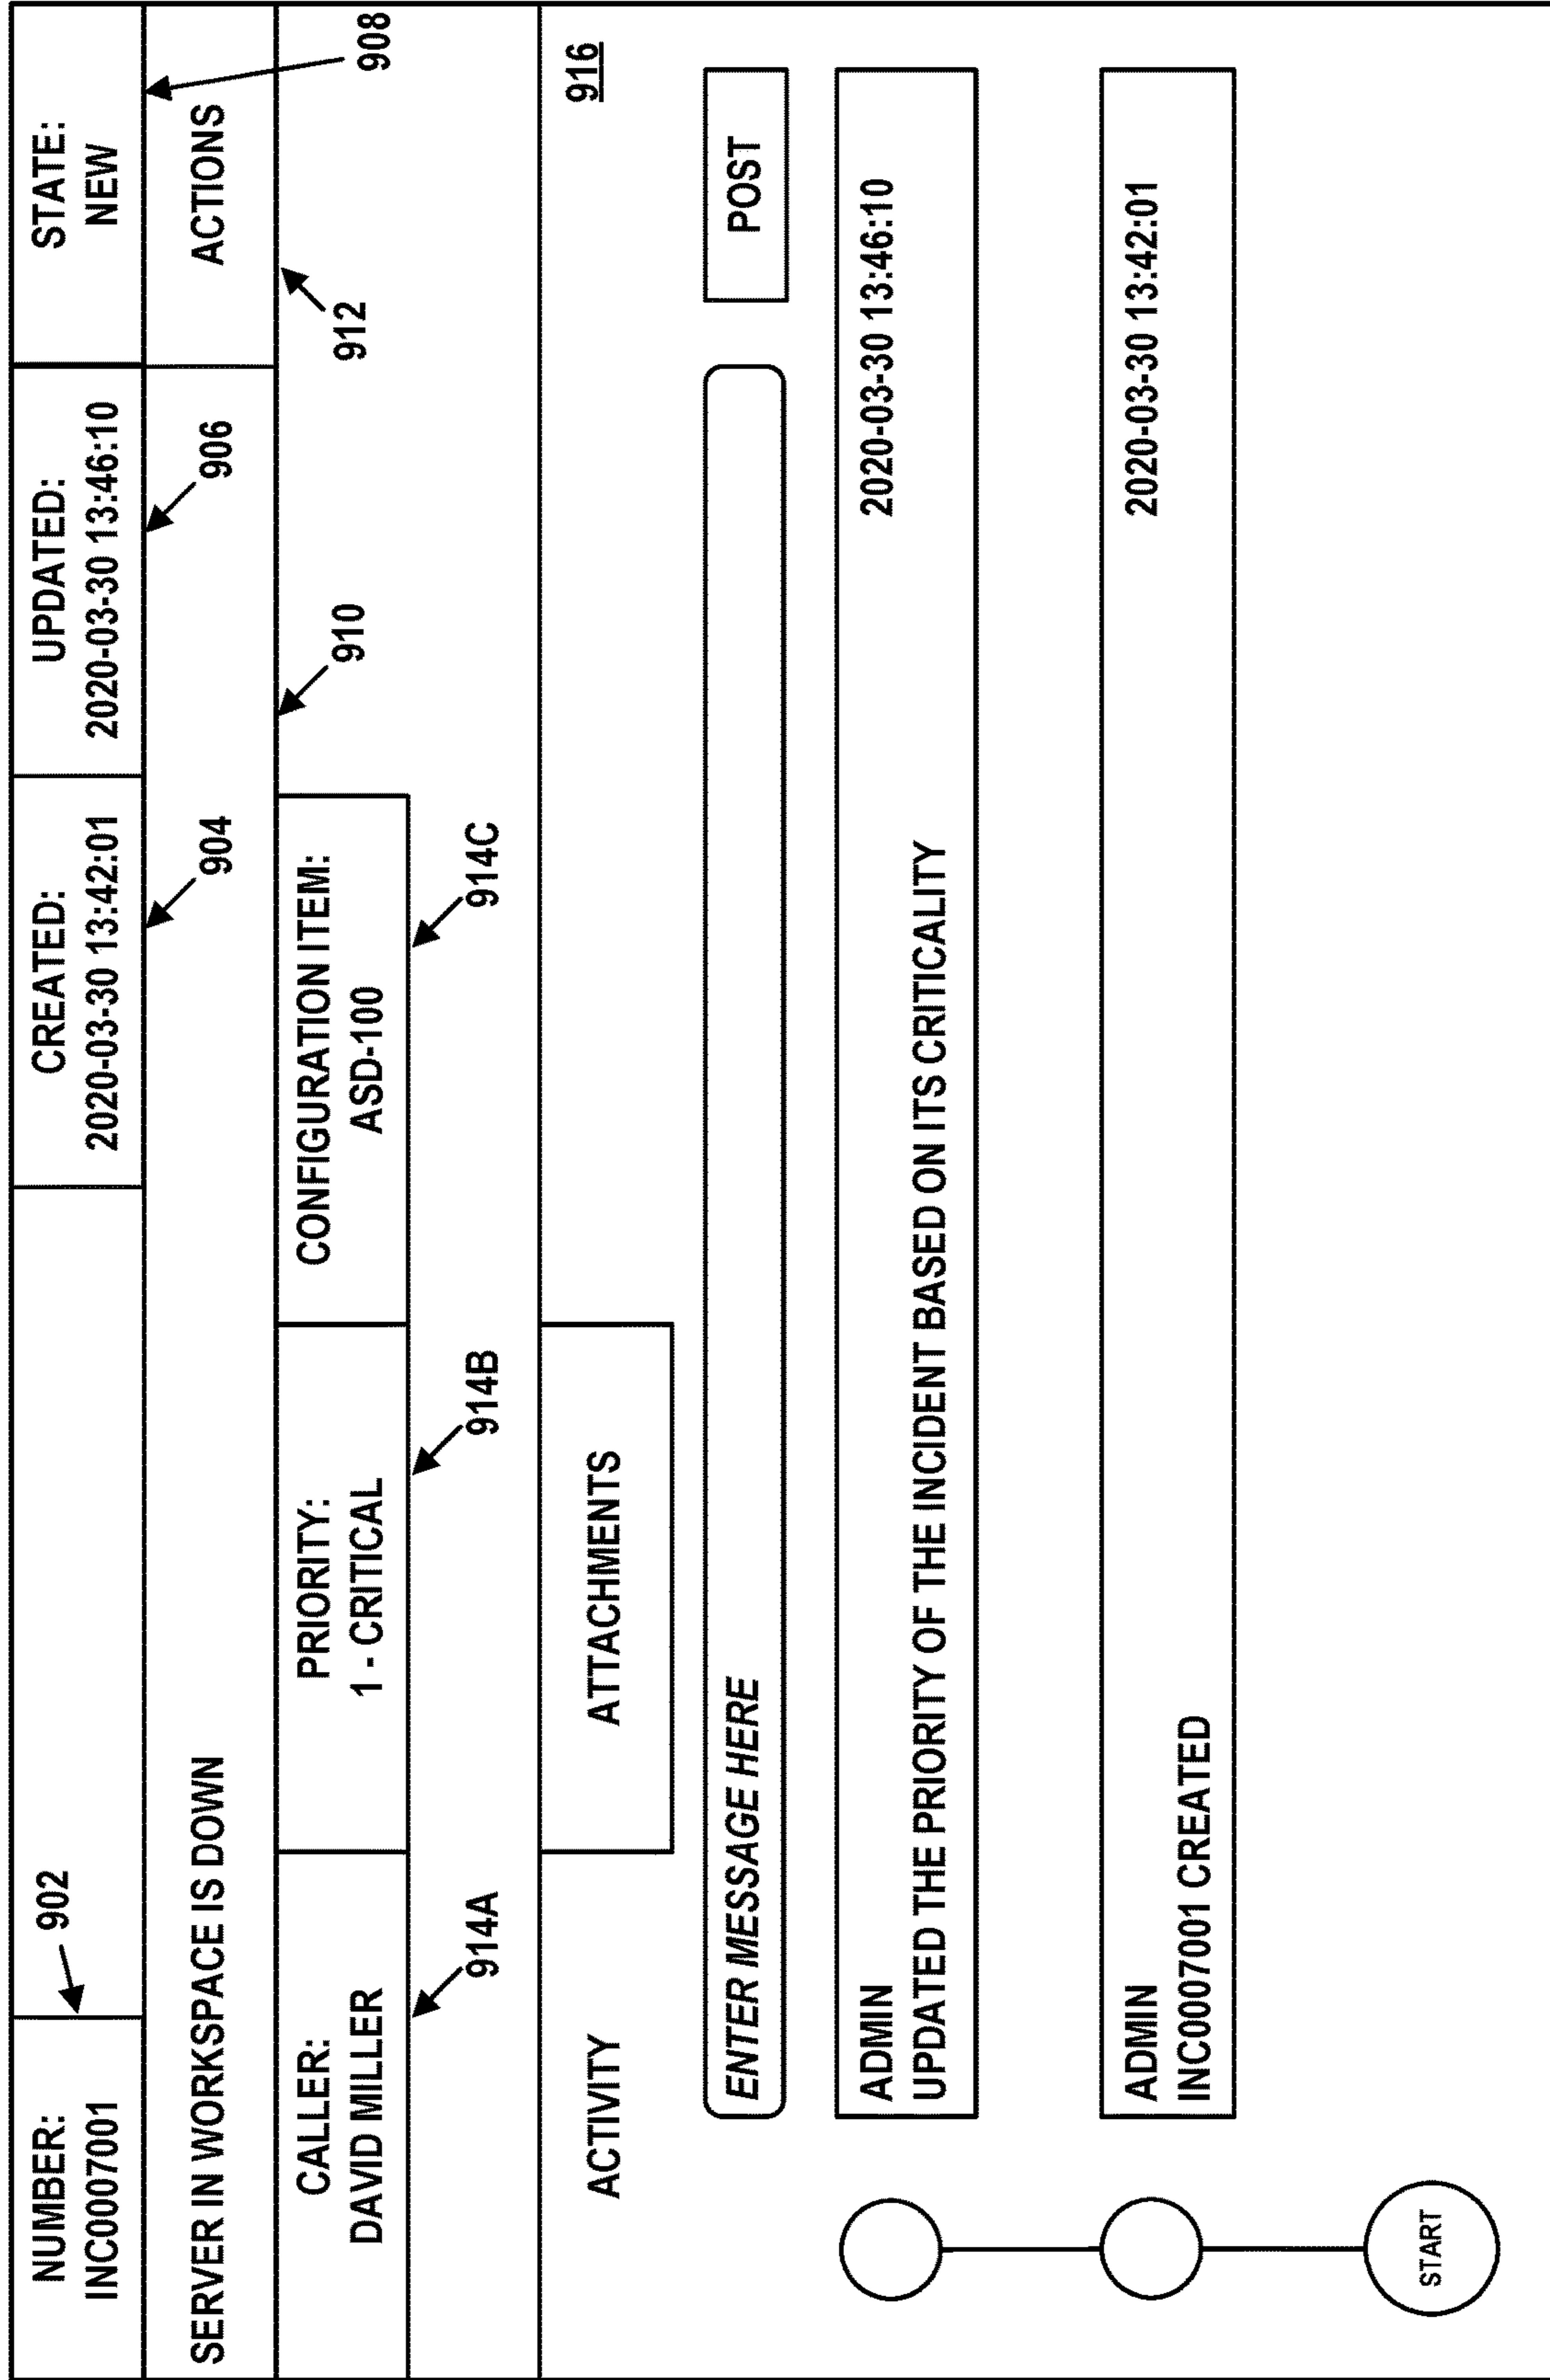 NUMBER:
INC0007001
902
CREATED:
2020-03-30 13:42:01
UPDATED:
2020-03-30 13:46:10
STATE:
NEW
904
906
908
SERVER IN WORKSPACE IS DOWN
ACTIONS
910
912
CALLER:
DAVID MILLER
PRIORITY:
1 - CRITICAL
CONFIGURATION ITEM:
ASD-100
914A
914B
914C
ACTIVITY
ATTACHMENTS
916
ENTER MESSAGE HERE
POST
ADMIN
2020-03-30 13:46:10
UPDATED THE PRIORITY OF THE INCIDENT BASED ON ITS CRITICALITY
ADMIN
2020-03-30 13:42:01
INC0007001 CREATED
START